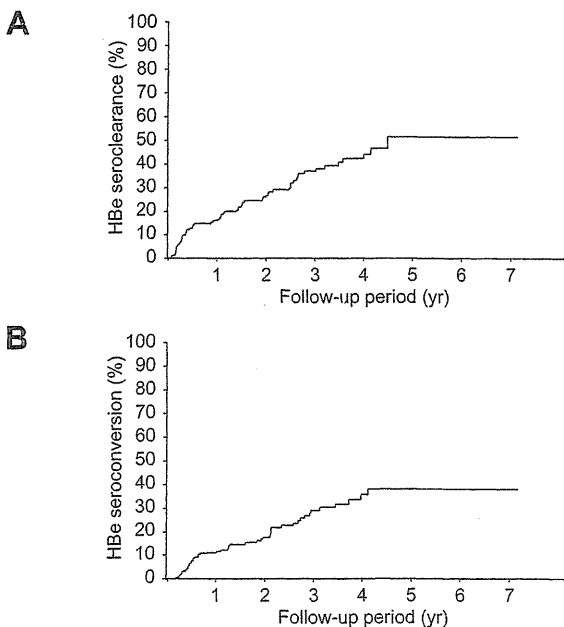 A
HBe seroclearance (%)
100
90
80
70
60
50
40
30
20
10
0
1 2 3 4 5 6 7
Follow-up period (yr)
B
HBe seroconversion (%)
100
90
80
70
60
50
40
30
20
10
0
1 2 3 4 5 6 7
Follow-up period (yr)